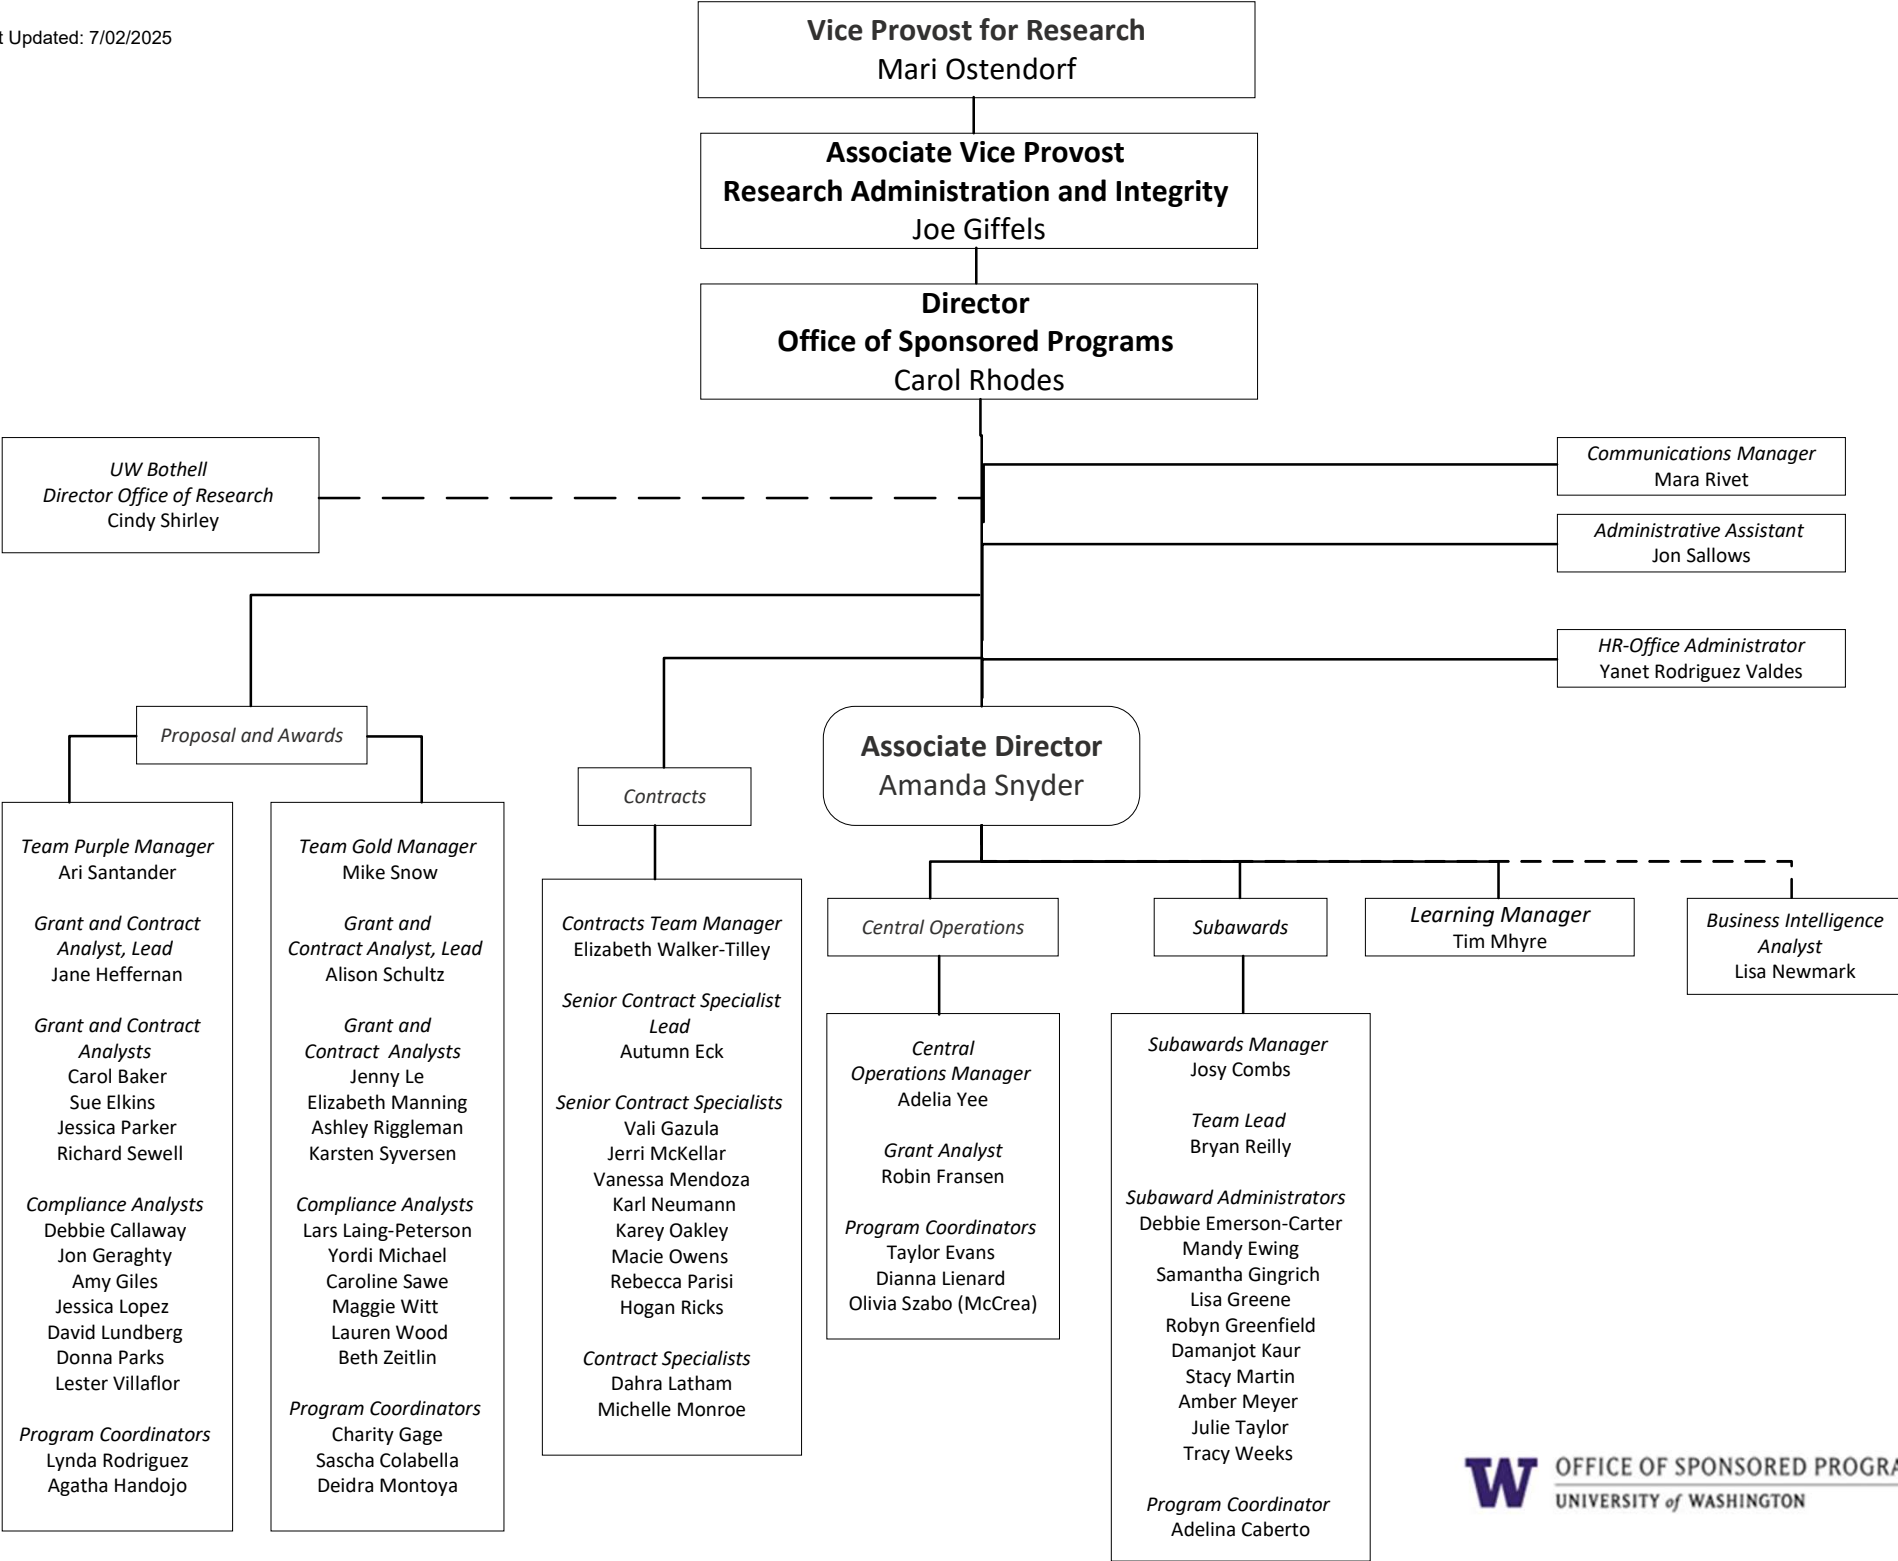 t Updated: 7/02/2025
Vice Provost for Research
Mari Ostendorf
Associate Vice Provost
Research Administration and Integrity
Joe Giffels
Director
Office of Sponsored Programs
Carol Rhodes
UW Bothell
Director Office of Research
Cindy Shirley
Communications Manager
Mara Rivet
Administrative Assistant
Jon Sallows
HR-Office Administrator
Yanet Rodriguez Valdes
Proposal and Awards
Team Purple Manager
Ari Santander
Grant and Contract
Analyst, Lead
Jane Heffernan
Grant and Contract
Analysts
Carol Baker
Sue Elkins
Jessica Parker
Richard Sewell
Compliance Analysts
Debbie Callaway
Jon Geraghty
Amy Giles
Jessica Lopez
David Lundberg
Donna Parks
Lester Villaflor
Program Coordinators
Lynda Rodriguez
Agatha Handojo
Team Gold Manager
Mike Snow
Grant and
Contract Analyst, Lead
Alison Schultz
Grant and
Contract Analysts
Jenny Le
Elizabeth Manning
Ashley Riggleman
Karsten Syversen
Compliance Analysts
Lars Laing-Peterson
Yordi Michael
Caroline Sawe
Maggie Witt
Lauren Wood
Beth Zeitlin
Program Coordinators
Charity Gage
Sascha Colabella
Deidra Montoya
Contracts
Contracts Team Manager
Elizabeth Walker-Tilley
Senior Contract Specialist
Lead
Autumn Eck
Senior Contract Specialists
Vali Gazula
Jerri McKellar
Vanessa Mendoza
Karl Neumann
Karey Oakley
Macie Owens
Rebecca Parisi
Hogan Ricks
Contract Specialists
Dahra Latham
Michelle Monroe
Associate Director
Amanda Snyder
Central Operations
Central
Operations Manager
Adelia Yee
Grant Analyst
Robin Fransen
Program Coordinators
Taylor Evans
Dianna Lienard
Olivia Szabo (McCrea)
Subawards
Subawards Manager
Josy Combs
Team Lead
Bryan Reilly
Subaward Administrators
Debbie Emerson-Carter
Mandy Ewing
Samantha Gingrich
Lisa Greene
Robyn Greenfield
Damanjot Kaur
Stacy Martin
Amber Meyer
Julie Taylor
Tracy Weeks
Program Coordinator
Adelina Caberto
Learning Manager
Tim Mhyre
Business Intelligence
Analyst
Lisa Newmark
W
OFFICE OF SPONSORED PROGRA
UNIVERSITY of WASHINGTON